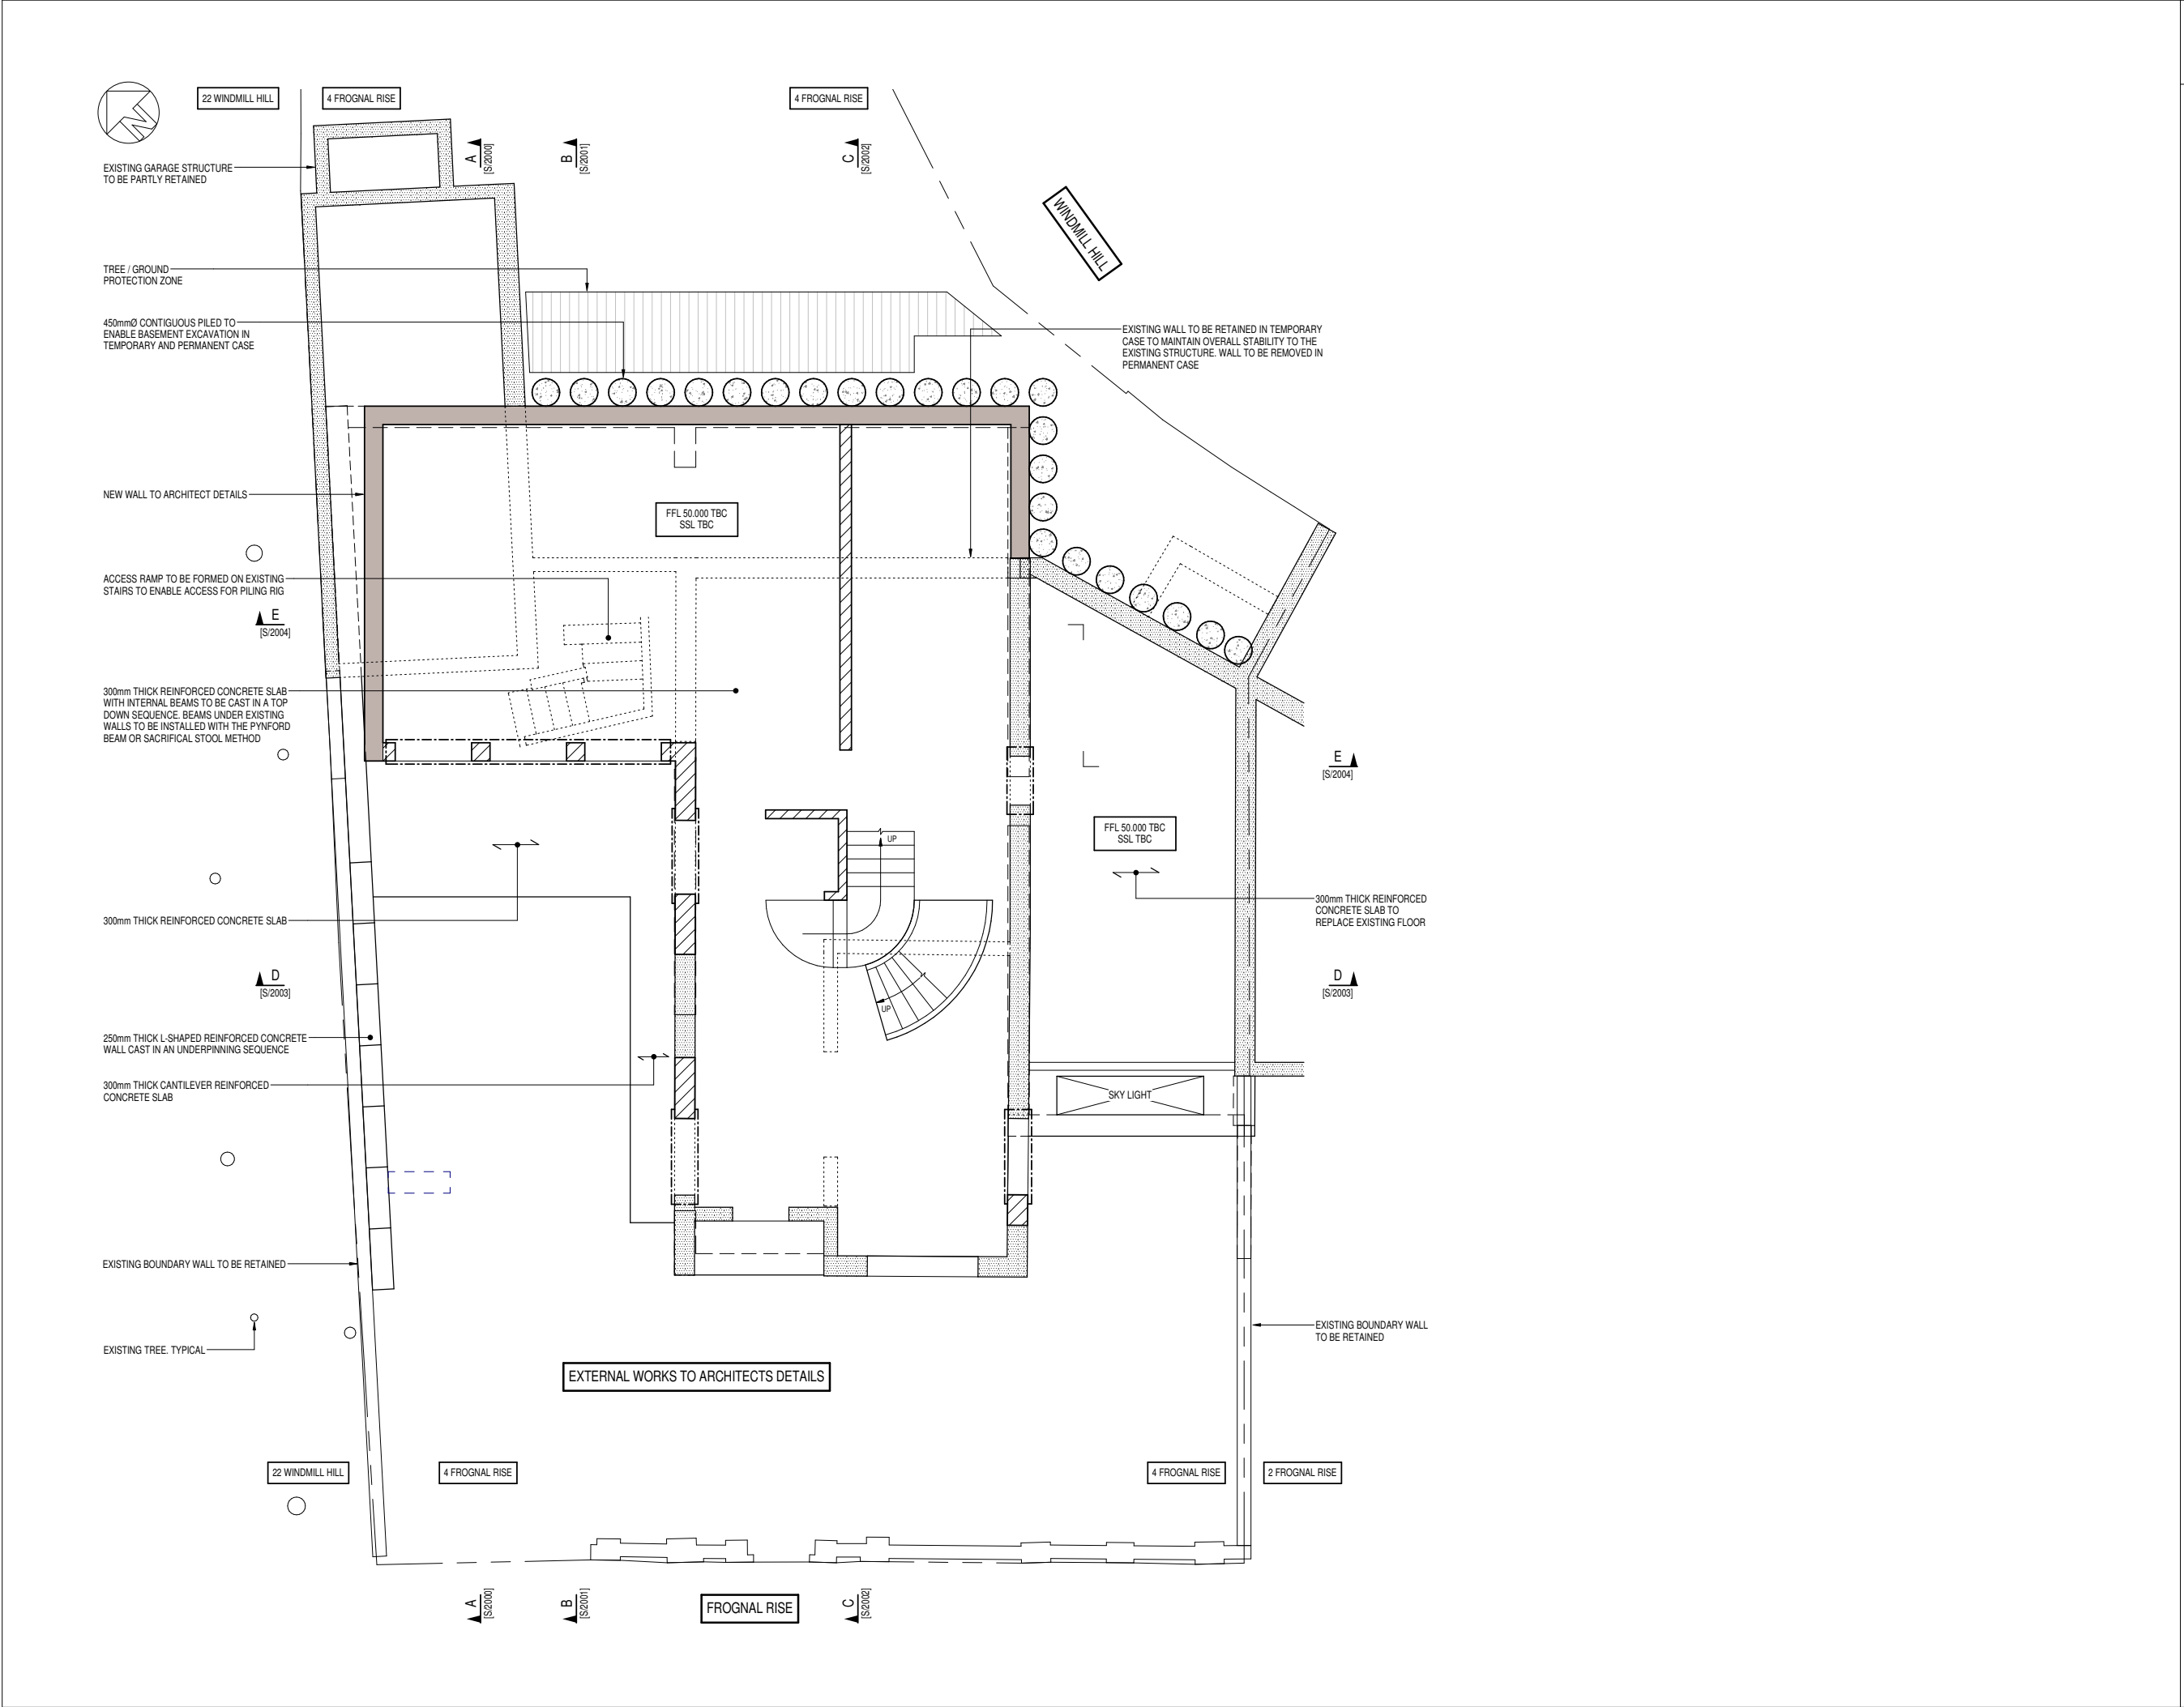 22 WINDMILL HILL
4 FROGNAL RISE
4 FROGNAL RISE
N
A
[S/2000]
B
[S/2001]
C
[S/2002]
EXISTING GARAGE STRUCTURE
TO BE PARTLY RETAINED
WINDMILL HILL
TREE / GROUND
PROTECTION ZONE
450mmØ CONTIGUOUS PILED TO
ENABLE BASEMENT EXCAVATION IN
TEMPORARY AND PERMANENT CASE
EXISTING WALL TO BE RETAINED IN TEMPORARY
CASE TO MAINTAIN OVERALL STABILITY TO THE
EXISTING STRUCTURE. WALL TO BE REMOVED IN
PERMANENT CASE
NEW WALL TO ARCHITECT DETAILS
FFL 50.000 TBC
SSL TBC
ACCESS RAMP TO BE FORMED ON EXISTING
STAIRS TO ENABLE ACCESS FOR PILING RIG
E
[S/2004]
300mm THICK REINFORCED CONCRETE SLAB
WITH INTERNAL BEAMS TO BE CAST IN A TOP
DOWN SEQUENCE. BEAMS UNDER EXISTING
WALLS TO BE INSTALLED WITH THE PYNFORD
BEAM OR SACRIFICAL STOOL METHOD
E
[S/2004]
FFL 50.000 TBC
SSL TBC
UP
300mm THICK REINFORCED CONCRETE SLAB
300mm THICK REINFORCED
CONCRETE SLAB TO
REPLACE EXISTING FLOOR
D
[S/2003]
D
[S/2003]
UP
250mm THICK L-SHAPED REINFORCED CONCRETE
WALL CAST IN AN UNDERPINNING SEQUENCE
300mm THICK CANTILEVER REINFORCED
CONCRETE SLAB
SKY LIGHT
EXISTING BOUNDARY WALL TO BE RETAINED
EXISTING BOUNDARY WALL
TO BE RETAINED
EXISTING TREE. TYPICAL
EXTERNAL WORKS TO ARCHITECTS DETAILS
22 WINDMILL HILL
4 FROGNAL RISE
4 FROGNAL RISE
2 FROGNAL RISE
A
[S/2000]
B
[S/2001]
FROGNAL RISE
C
[S/2002]